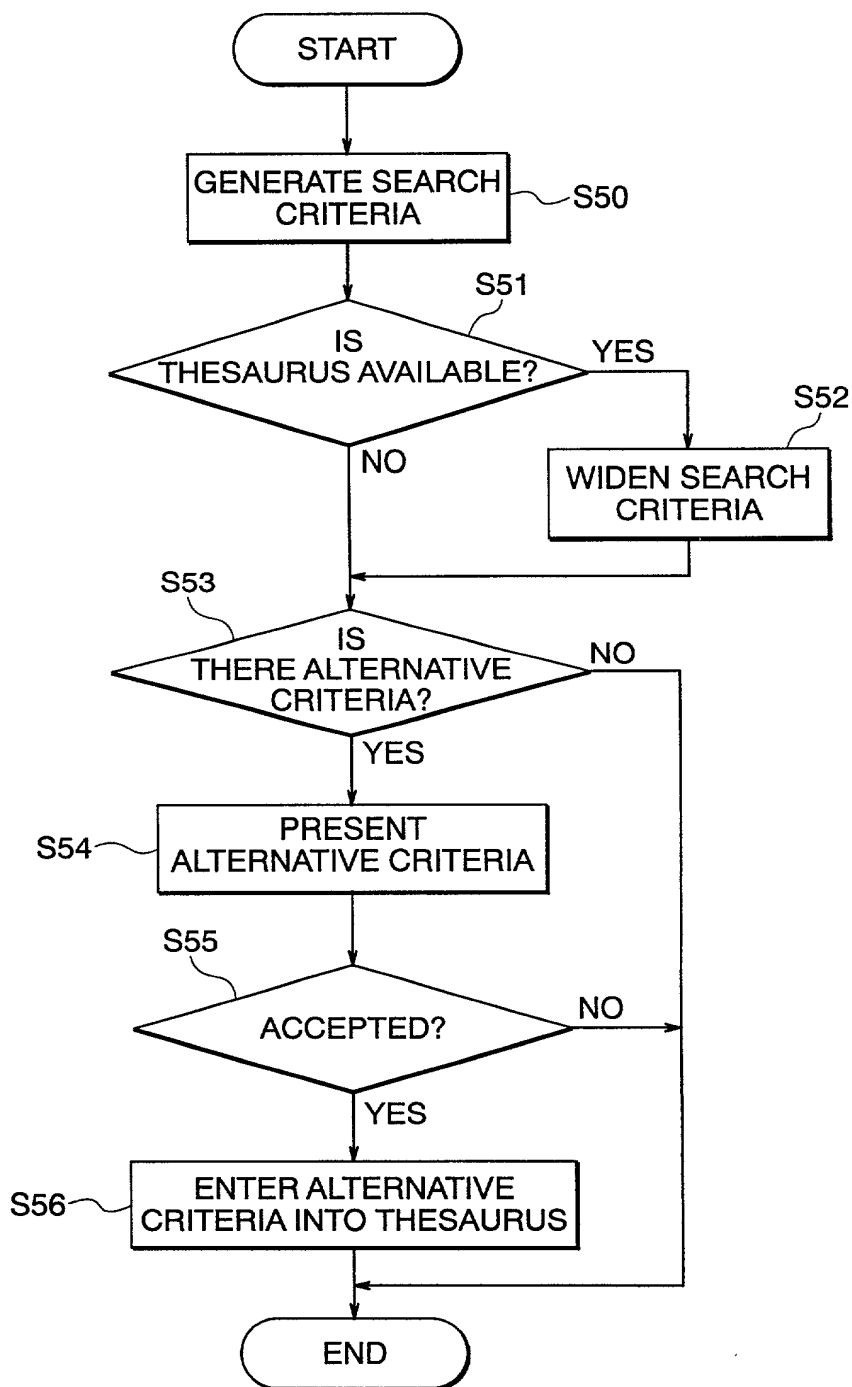 START
GENERATE SEARCH
CRITERIA
S50
S51
IS
THESAURUS AVAILABLE?
YES
NO
S52
WIDEN SEARCH
CRITERIA
S53
IS
THERE ALTERNATIVE
CRITERIA?
NO
YES
S54
PRESENT
ALTERNATIVE CRITERIA
S55
ACCEPTED?
NO
YES
S56
ENTER ALTERNATIVE
CRITERIA INTO THESAURUS
END